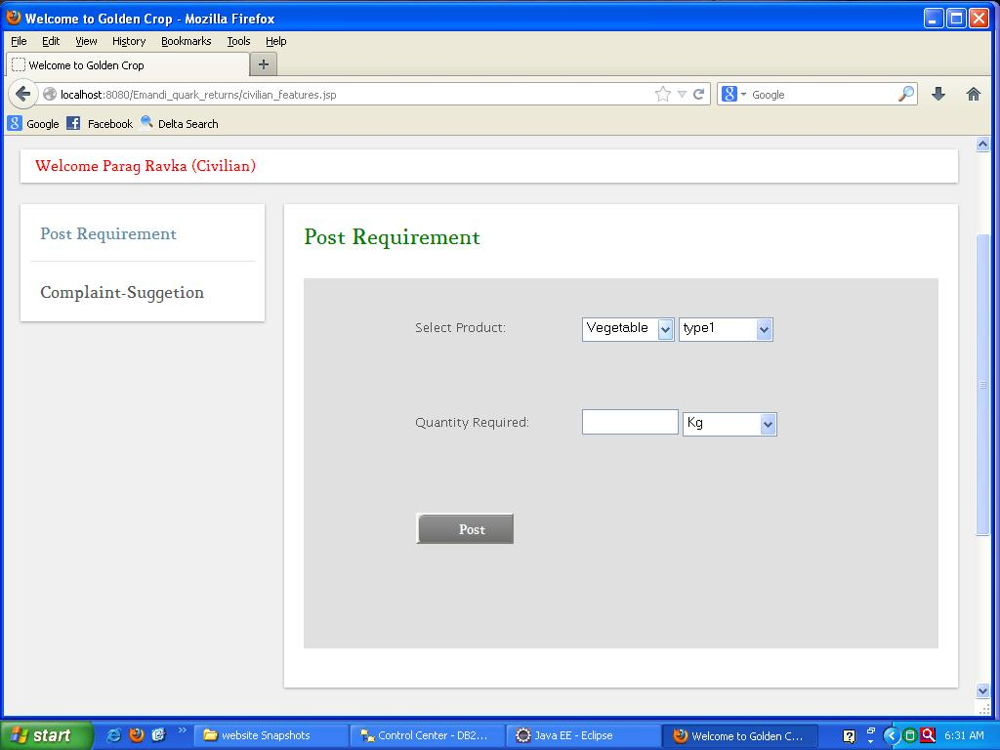 Welcome to Golden Crop - Mozilla Firefox
File Edit View History Bookmarks Tools Help
Welcome to Golden Crop
localhost:8080/Emandi_quark_returns/civilian_features.jsp
Google
Google Facebook Delta Search
Welcome Parag Ravka (Civilian)
Post Requirement
Complaint-Suggetion
Post Requirement
Select Product: Vegetable type1
Quantity Required: Kg
Post
start website Snapshots Control Center - DB2... Java EE - Eclipse Welcome to Golden C... 6:31 AM